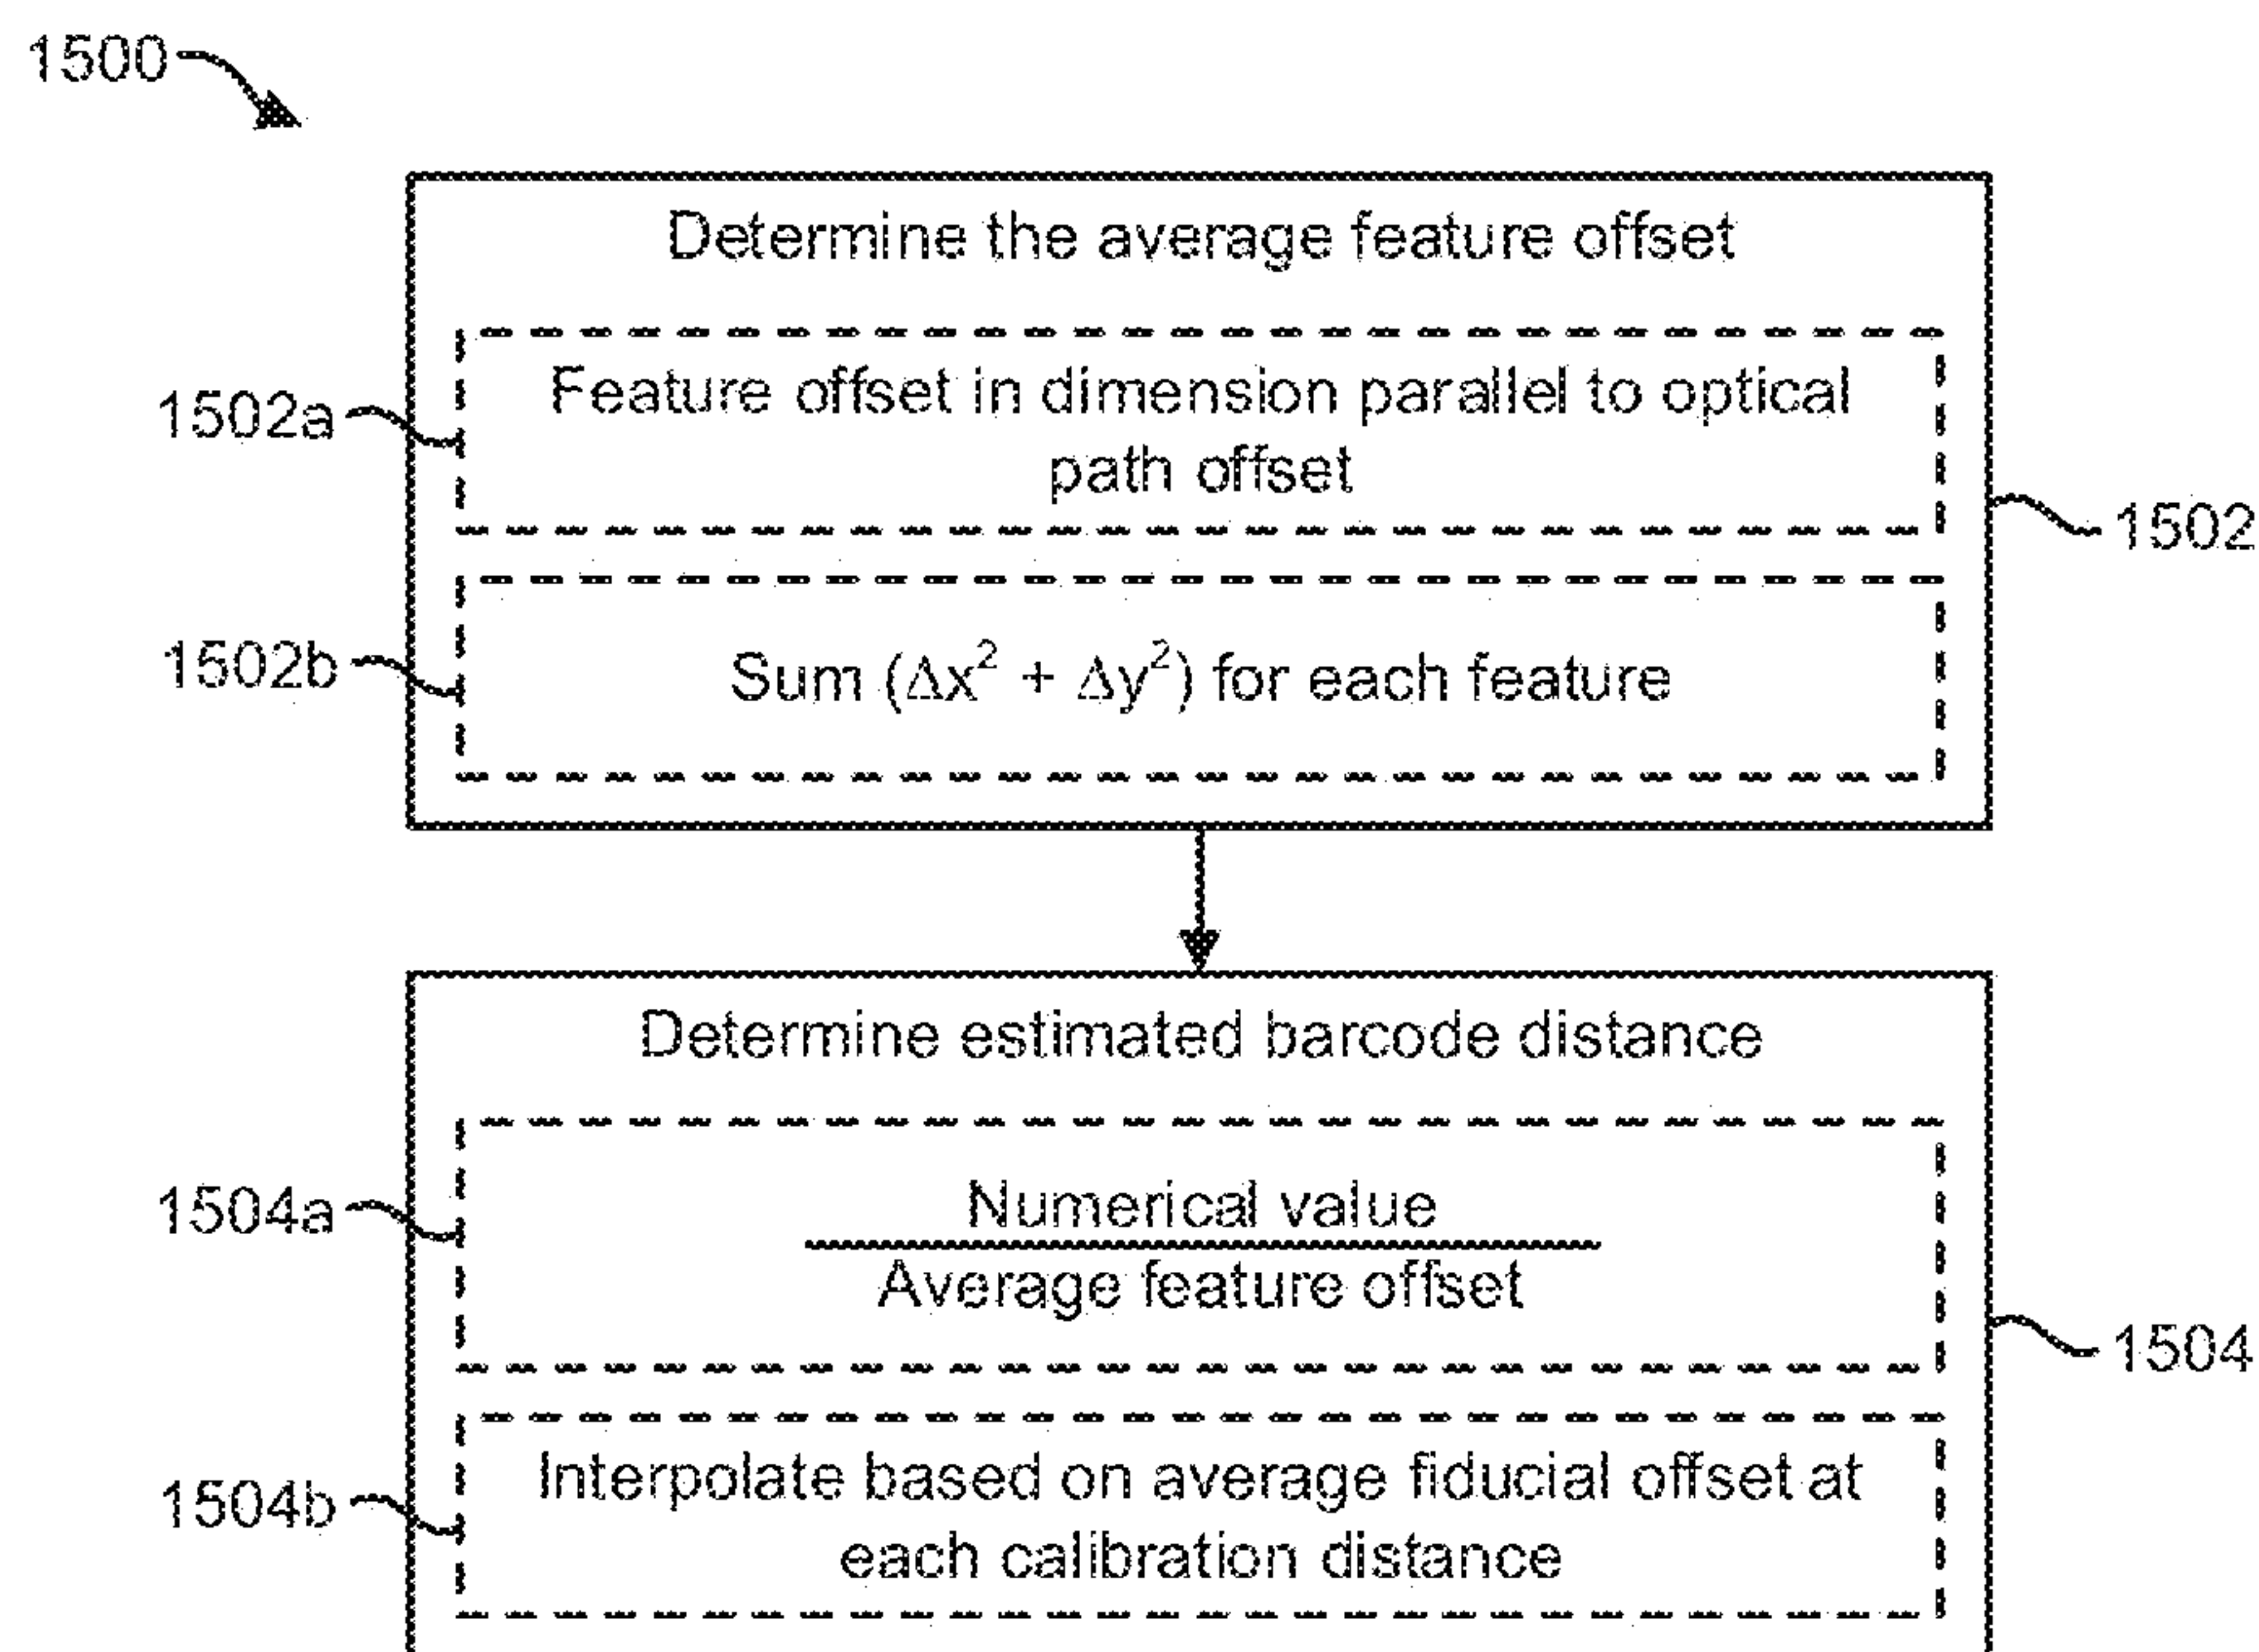 1500
Determine the average feature offset
1502a
Feature offset in dimension parallel to optical
path offset
1502
1502b
Sum (Δx² + Δy²) for each feature
Determine estimated barcode distance
1504a
Numerical value
Average feature offset
1504
1504b
Interpolate based on average fiducial offset at
each calibration distance